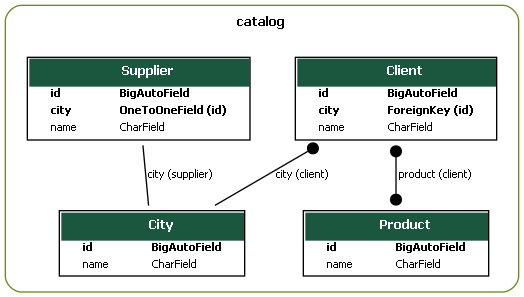 catalog
Supplier
id BigAutoField
city OneToOneField (id)
name CharField
Client
id BigAutoField
city ForeignKey (id)
name CharField
city (supplier)
city (client)
product (client)
City
id BigAutoField
name CharField
Product
id BigAutoField
name CharField